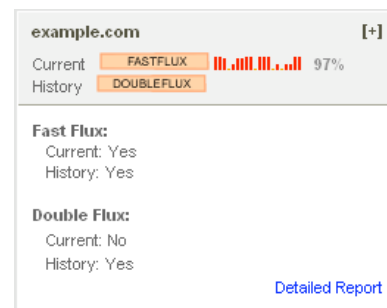 example.com [+]
Current FASTFLUX 97%
History DOUBLEFLUX
Fast Flux:
Current: Yes
History: Yes
Double Flux:
Current: No
History: Yes
Detailed Report